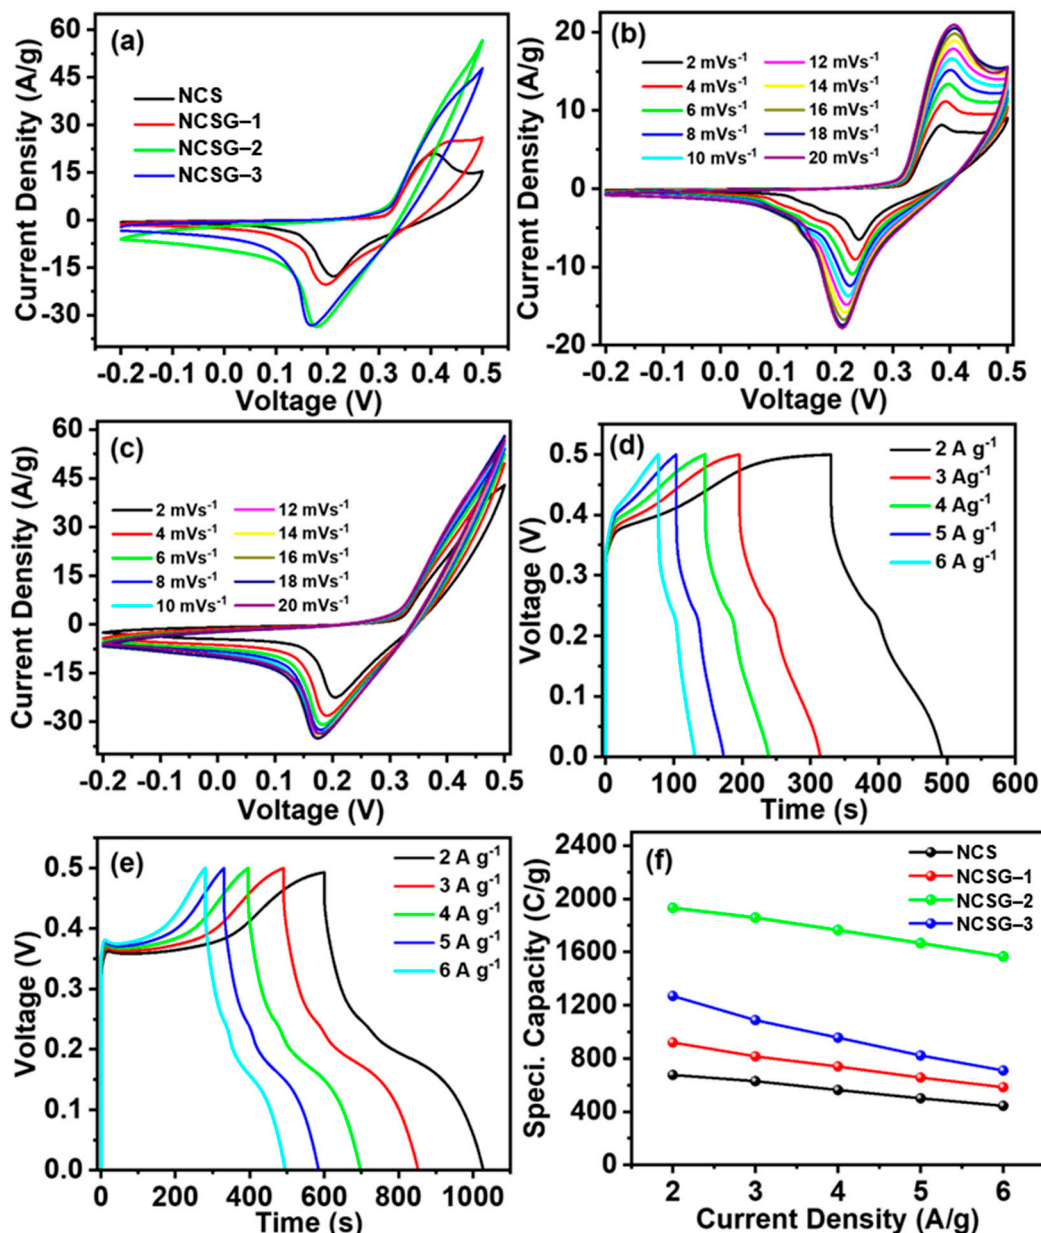 (a)
Current Density (A/g)
60
45
30
15
0
-15
-30
NCS
NCSG–1
NCSG–2
NCSG–3
-0.2 -0.1 0.0 0.1 0.2 0.3 0.4 0.5
Voltage (V)
(b)
Current Density (A/g)
20
10
0
-10
-20
2 mVs-1 12 mVs-1
4 mVs-1 14 mVs-1
6 mVs-1 16 mVs-1
8 mVs-1 18 mVs-1
10 mVs-1 20 mVs-1
-0.2 -0.1 0.0 0.1 0.2 0.3 0.4 0.5
Voltage (V)
(c)
Current Density (A/g)
60
45
30
15
0
-15
-30
2 mVs-1 12 mVs-1
4 mVs-1 14 mVs-1
6 mVs-1 16 mVs-1
8 mVs-1 18 mVs-1
10 mVs-1 20 mVs-1
-0.2 -0.1 0.0 0.1 0.2 0.3 0.4 0.5
Voltage (V)
(d)
Voltage (V)
0.5
0.4
0.3
0.2
0.1
0.0
2 A g-1
3 Ag-1
4 Ag-1
5 A g-1
6 A g-1
0 100 200 300 400 500 600
Time (s)
(e)
Voltage (V)
0.5
0.4
0.3
0.2
0.1
0.0
2 A g-1
3 A g-1
4 A g-1
5 A g-1
6 A g-1
0 200 400 600 800 1000
Time (s)
(f)
Speci. Capacity (C/g)
2400
2000
1600
1200
800
400
0
NCS
NCSG–1
NCSG–2
NCSG–3
2 3 4 5 6
Current Density (A/g)